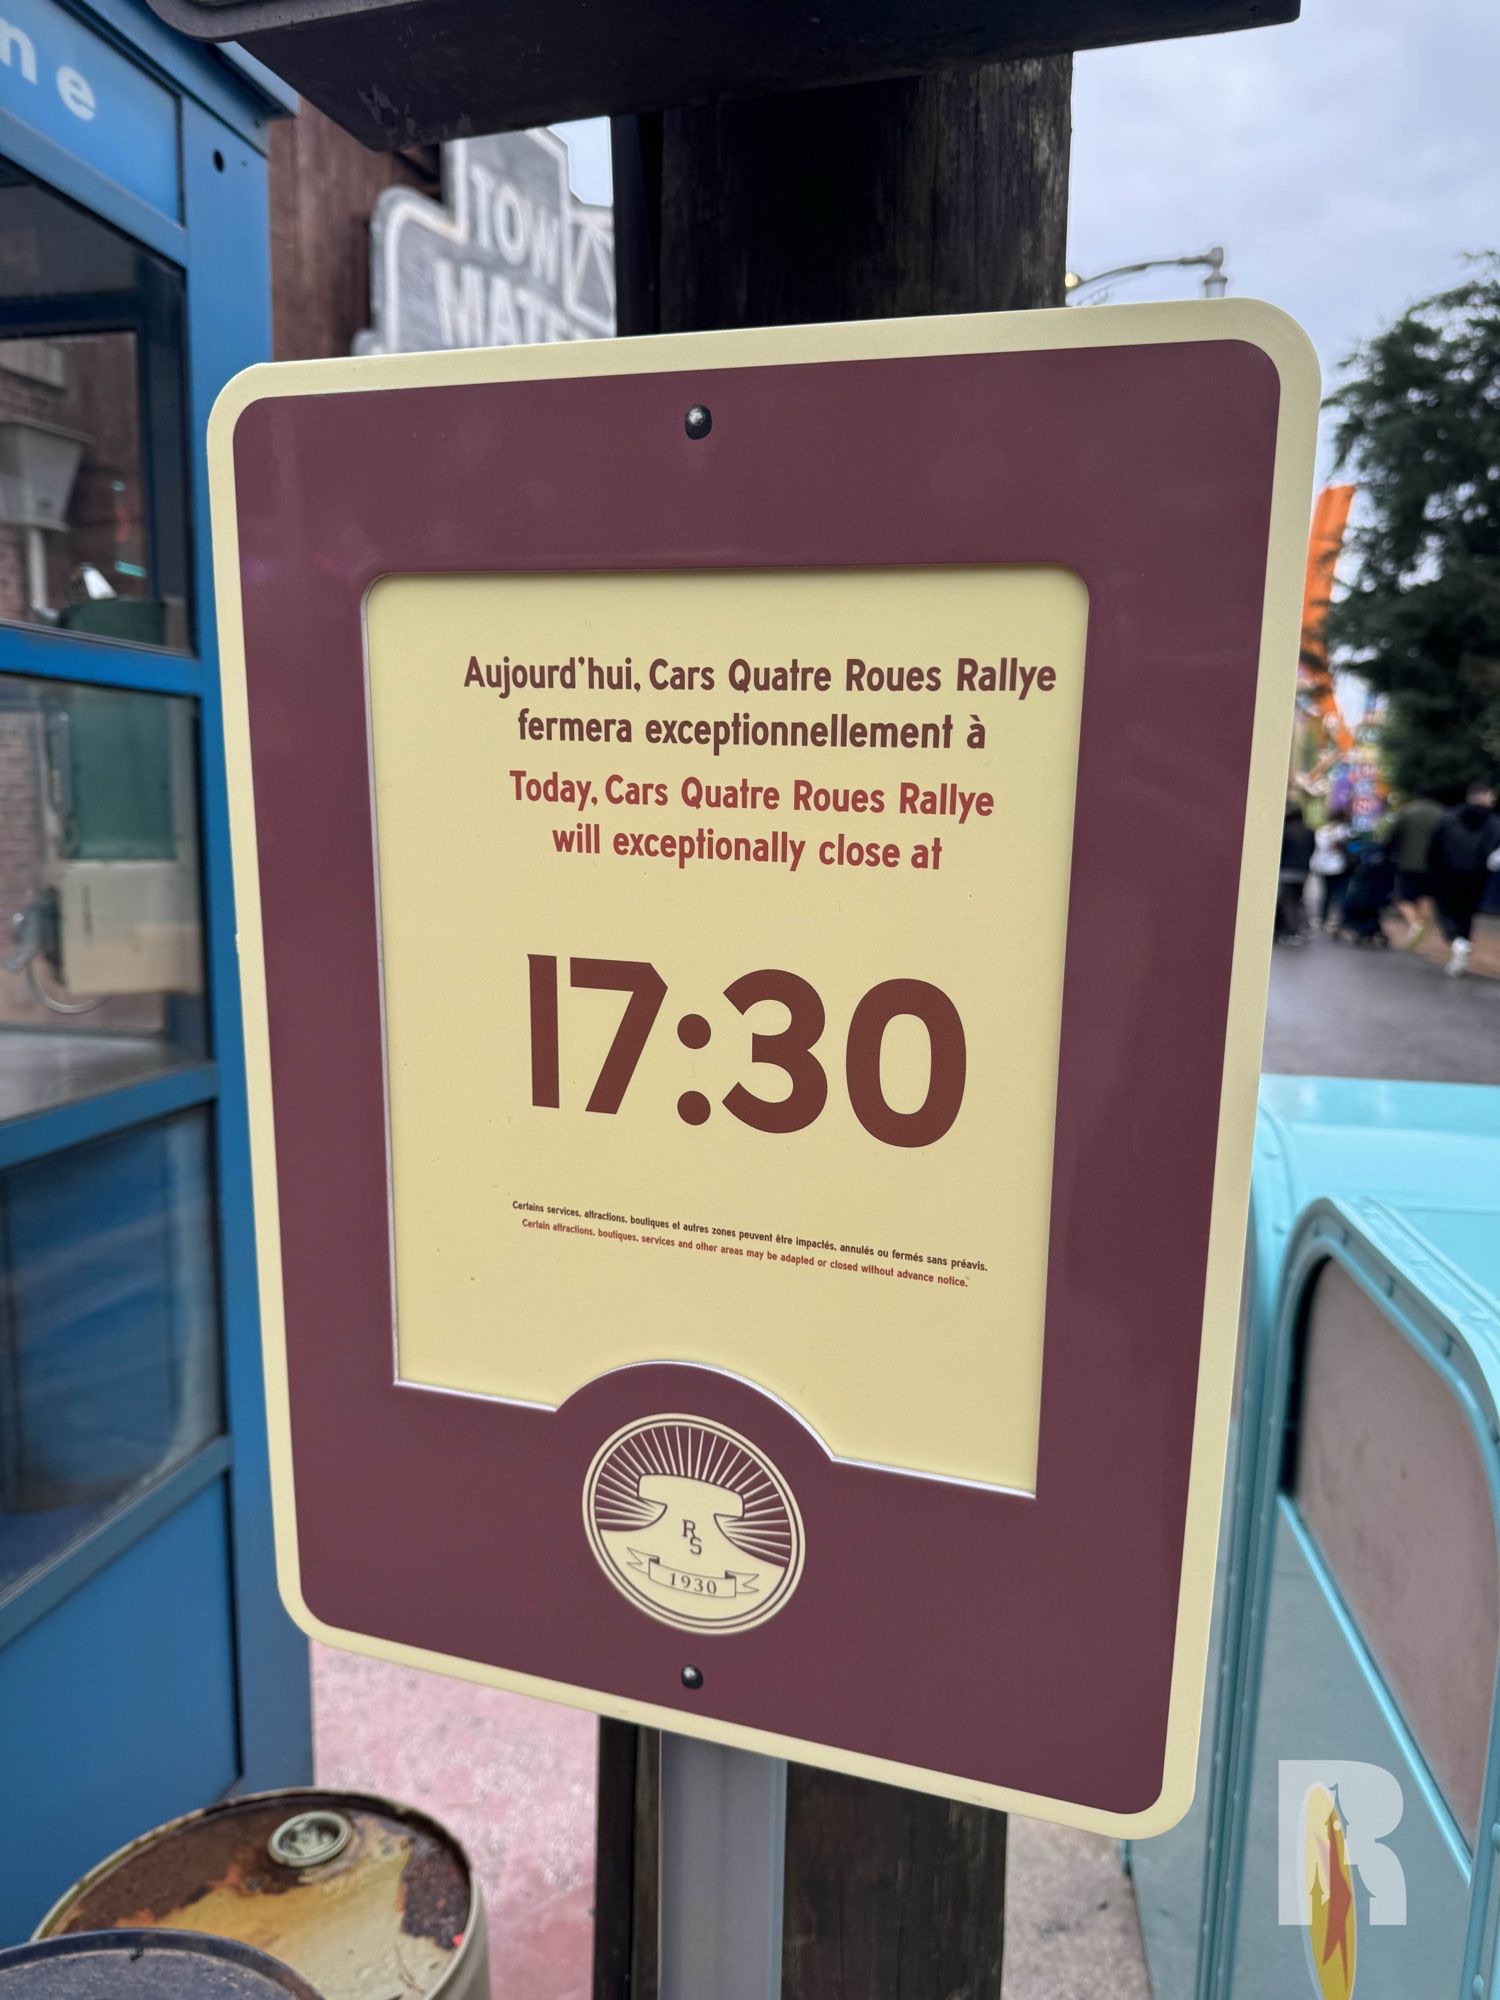 ne
TOW
MATER
Aujourd'hui, Cars Quatre Roues Rallye
fermera exceptionnellement à
Today, Cars Quatre Roues Rallye
will exceptionally close at
17:30
Certains services, attractions, boutiques et autres zones peuvent être impactés, annulés ou fermés sans préavis.
Certain attractions, boutiques, services and other areas may be adapted or closed without advance notice.
RS
1930
R